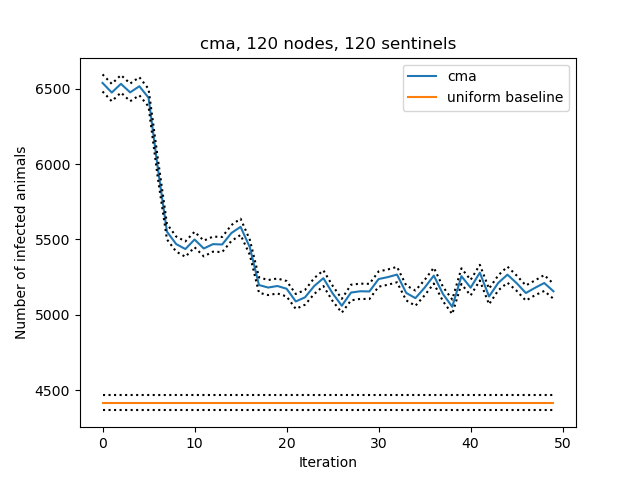 cma, 120 nodes, 120 sentinels
cma
uniform baseline
Number of infected animals
6500
6000
5500
5000
4500
0 10 20 30 40 50
Iteration